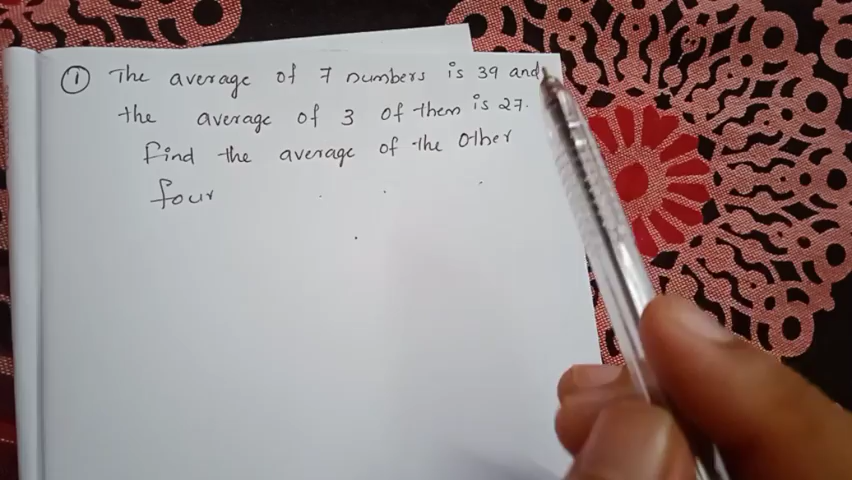 ① The average of 7 numbers is 39 and
the average of 3 of them is 27.
find the average of the Other
four